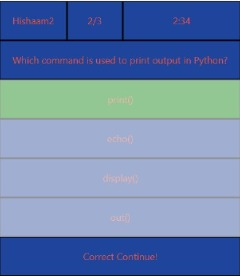 Hishaam2 2/3 2:34
Which command is used to print output in Python?
print()
echo()
display()
out()
Correct Continue!